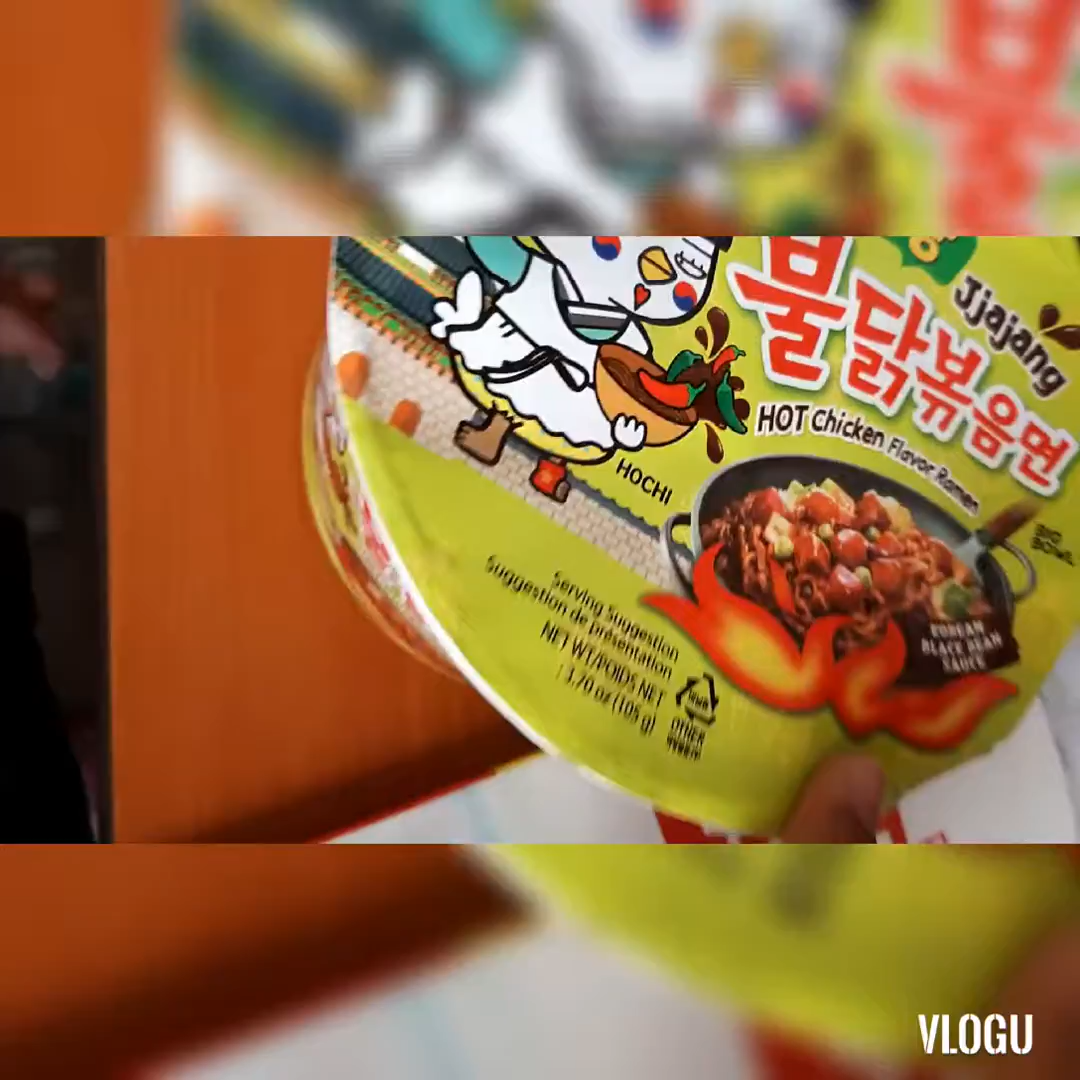 Jjajang
불닭볶음면
HOT Chicken Flavor Ramen
HOCHI
KOREAN
BLACK BEAN
SAUCE
Serving Suggestion
Suggestion de présentation
NET WT/POIDS NET
3.70 oz (105 g)
OTHER
VLOGU